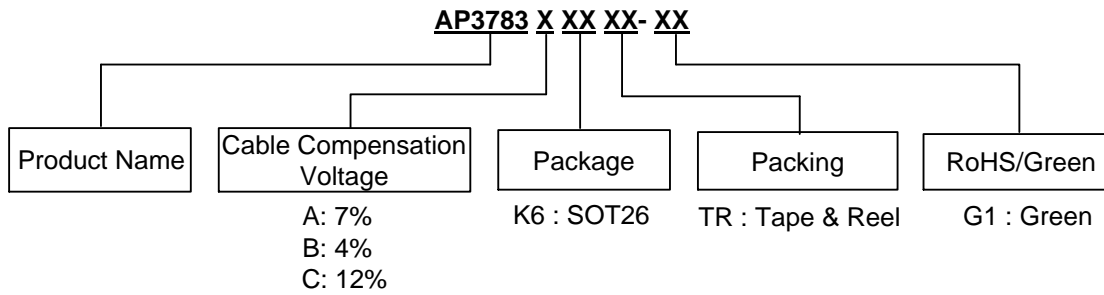 AP3783 X XX XX- XX
Product Name
Cable Compensation
Voltage
A: 7%
B: 4%
C: 12%
Package
K6 : SOT26
Packing
TR : Tape & Reel
RoHS/Green
G1 : Green